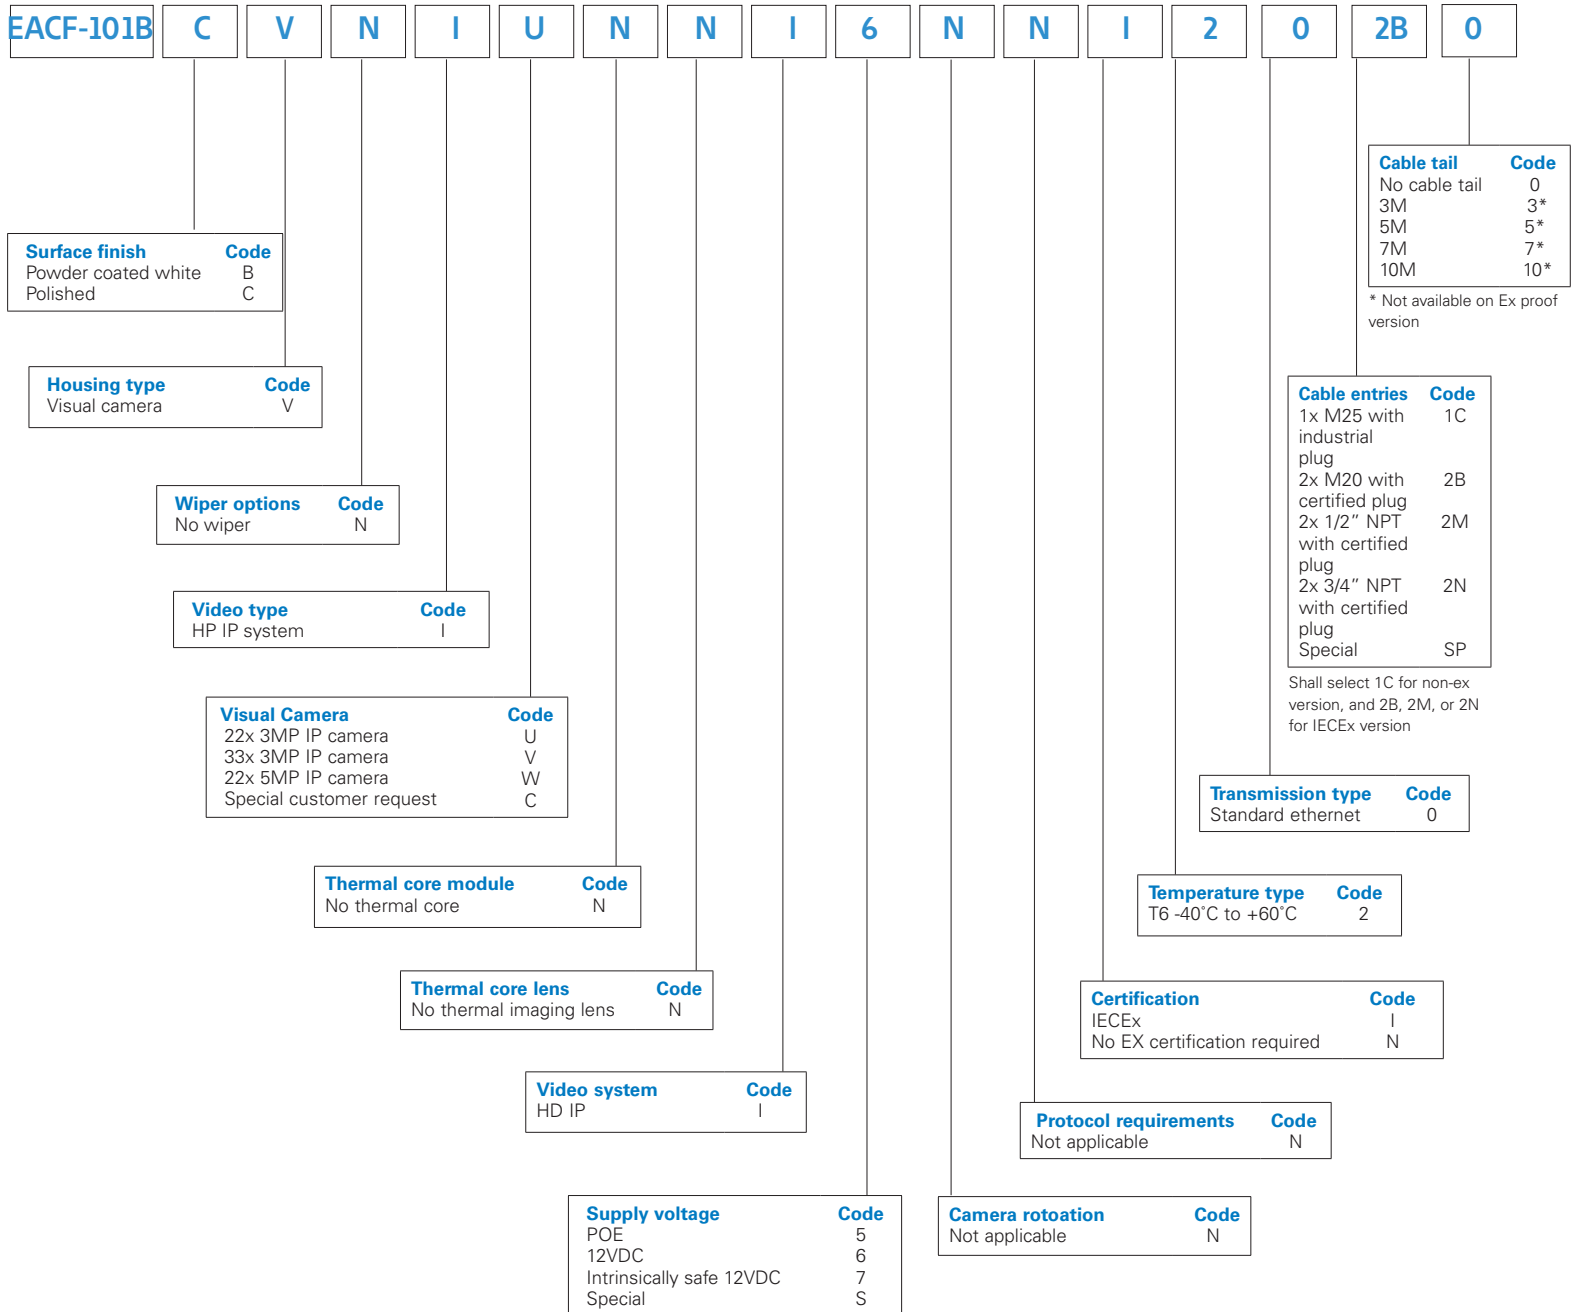 EACF-101B C V N I U N N I 6 N N I 2 0 2B 0
Cable tail Code
No cable tail 0
3M 3*
5M 5*
7M 7*
10M 10*
* Not available on Ex proof
version
Surface finish Code
Powder coated white B
Polished C
Housing type Code
Visual camera V
Cable entries Code
1x M25 with 1C
industrial
plug
2x M20 with 2B
certified plug
2x 1/2” NPT 2M
with certified
plug
2x 3/4” NPT 2N
with certified
plug
Special SP
Shall select 1C for non-ex
version, and 2B, 2M, or 2N
for IECEx version
Wiper options Code
No wiper N
Video type Code
HP IP system I
Visual Camera Code
22x 3MP IP camera U
33x 3MP IP camera V
22x 5MP IP camera W
Special customer request C
Transmission type Code
Standard ethernet 0
Thermal core module Code
No thermal core N
Temperature type Code
T6 -40˚C to +60˚C 2
Thermal core lens Code
No thermal imaging lens N
Certification Code
IECEx I
No EX certification required N
Video system Code
HD IP I
Protocol requirements Code
Not applicable N
Supply voltage Code
POE 5
12VDC 6
Intrinsically safe 12VDC 7
Special S
Camera rotoation Code
Not applicable N